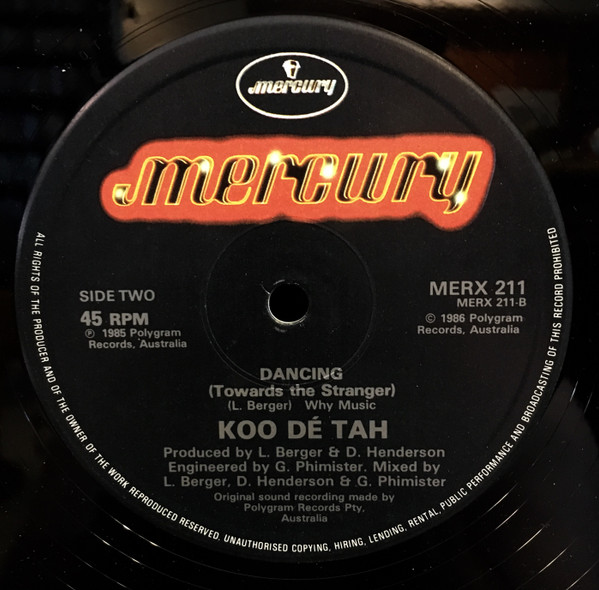 mercury
mercury
SIDE TWO
45 RPM
℗ 1985 Polygram
Records, Australia
MERX 211
MERX 211-B
© 1986 Polygram
Records, Australia
DANCING
(Towards the Stranger)
(L. Berger) Why Music
KOO DÉ TAH
Produced by L. Berger & D. Henderson
Engineered by G. Phimister. Mixed by
L. Berger, D. Henderson & G. Phimister
Original sound recording made by
Polygram Records Pty,
Australia
ALL RIGHTS OF THE PRODUCER AND OF THE OWNER OF THE WORK REPRODUCED RESERVED. UNAUTHORISED COPYING, HIRING, LENDING, RENTAL, PUBLIC PERFORMANCE AND BROADCASTING OF THIS RECORD PROHIBITED